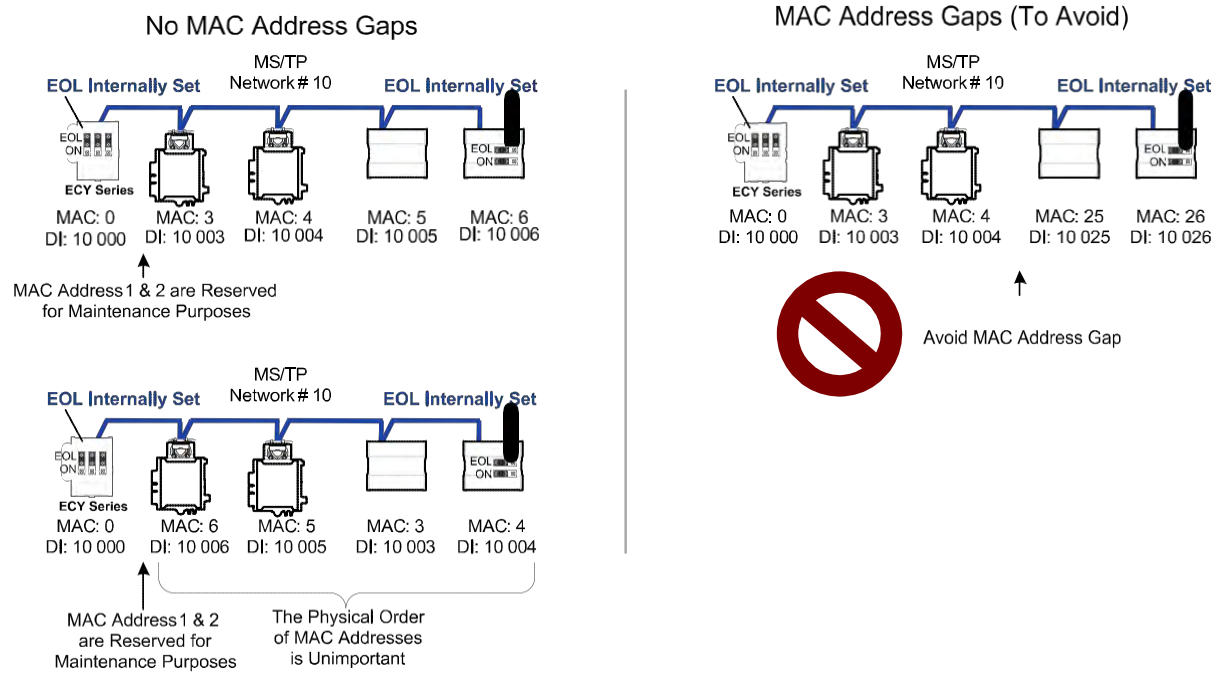 No MAC Address Gaps
MS/TP
Network # 10
EOL Internally Set
EOL Internally Set
EOL
ON
EOL
ON
ECY Series
MAC: 0
MAC: 3
MAC: 4
MAC: 5
MAC: 6
DI: 10 000
DI: 10 003
DI: 10 004
DI: 10 005
DI: 10 006
MAC Address 1 & 2 are Reserved
for Maintenance Purposes
MS/TP
Network # 10
EOL Internally Set
EOL Internally Set
EOL
ON
EOL
ON
ECY Series
MAC: 0
MAC: 6
MAC: 5
MAC: 3
MAC: 4
DI: 10 000
DI: 10 006
DI: 10 005
DI: 10 003
DI: 10 004
MAC Address 1 & 2
are Reserved for
Maintenance Purposes
The Physical Order
of MAC Addresses
is Unimportant
MAC Address Gaps (To Avoid)
MS/TP
Network # 10
EOL Internally Set
EOL Internally Set
EOL
ON
EOL
ON
ECY Series
MAC: 0
MAC: 3
MAC: 4
MAC: 25
MAC: 26
DI: 10 000
DI: 10 003
DI: 10 004
DI: 10 025
DI: 10 026
Avoid MAC Address Gap